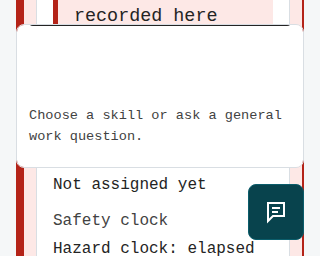 recorded here
Choose a skill or ask a general
work question.
Not assigned yet
Safety clock
Hazard clock: elapsed